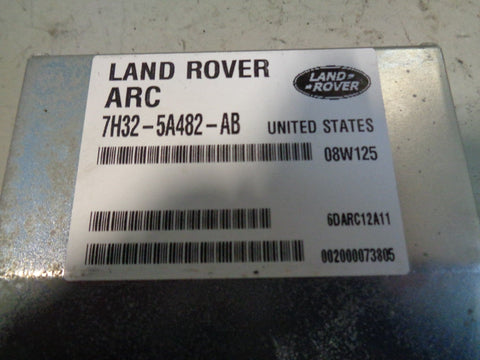 LAND ROVER
LAND-
-ROVER
ARC
7H32-5A482-AB UNITED STATES
08W125
6DARC12A11
002000073805